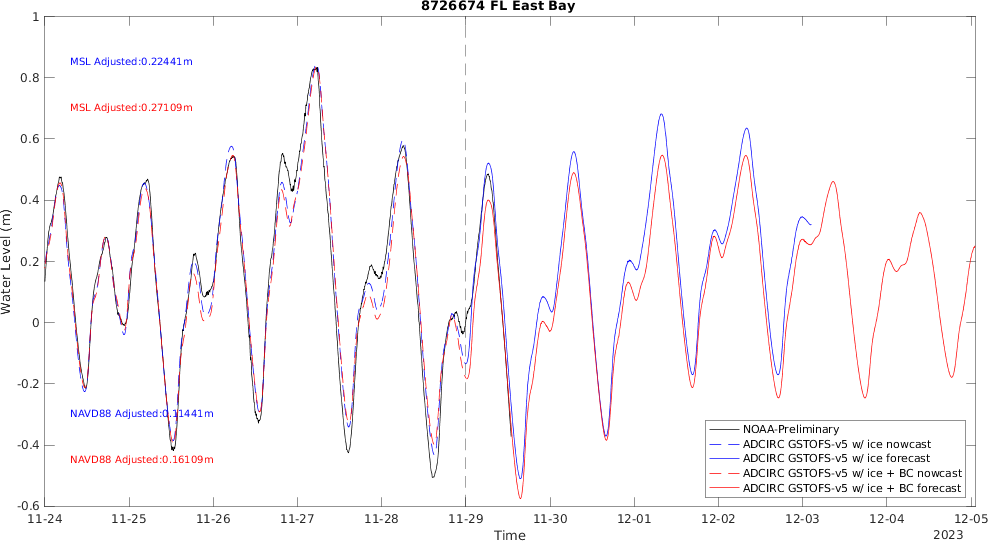 8726674 FL East Bay
1
0.8
0.6
0.4
0.2
0
-0.2
-0.4
-0.6
Water Level (m)
MSL Adjusted:0.22441m
MSL Adjusted:0.27109m
NAVD88 Adjusted:0.11441m
NAVD88 Adjusted:0.16109m
NOAA-Preliminary
ADCIRC GSTOFS-v5 w/ ice nowcast
ADCIRC GSTOFS-v5 w/ ice forecast
ADCIRC GSTOFS-v5 w/ ice + BC nowcast
ADCIRC GSTOFS-v5 w/ ice + BC forecast
11-24 11-25 11-26 11-27 11-28 11-29 11-30 12-01 12-02 12-03 12-04 12-05
Time
2023